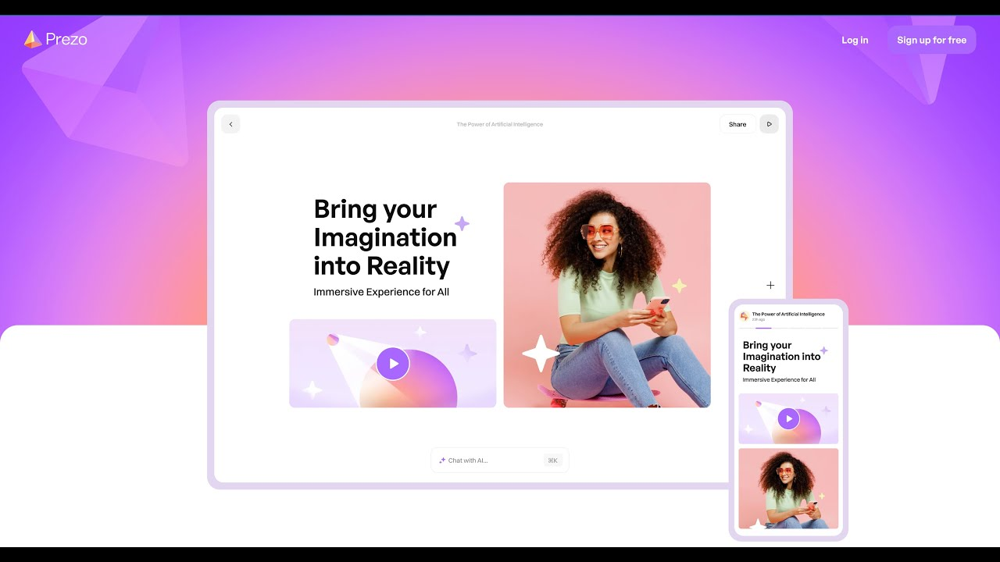 Prezo
Log in
Sign up for free
The Power of Artificial Intelligence
Share
Bring your
Imagination
into Reality
Immersive Experience for All
Chat with AI...
⌘K
The Power of Artificial Intelligence
Bring your
Imagination into
Reality
Immersive Experience for All